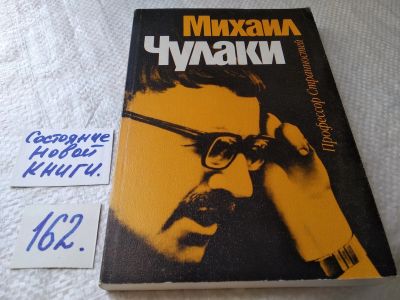 Михаил
Чулаки
Профессор Странностей
Состояние
новой
книги.
162.